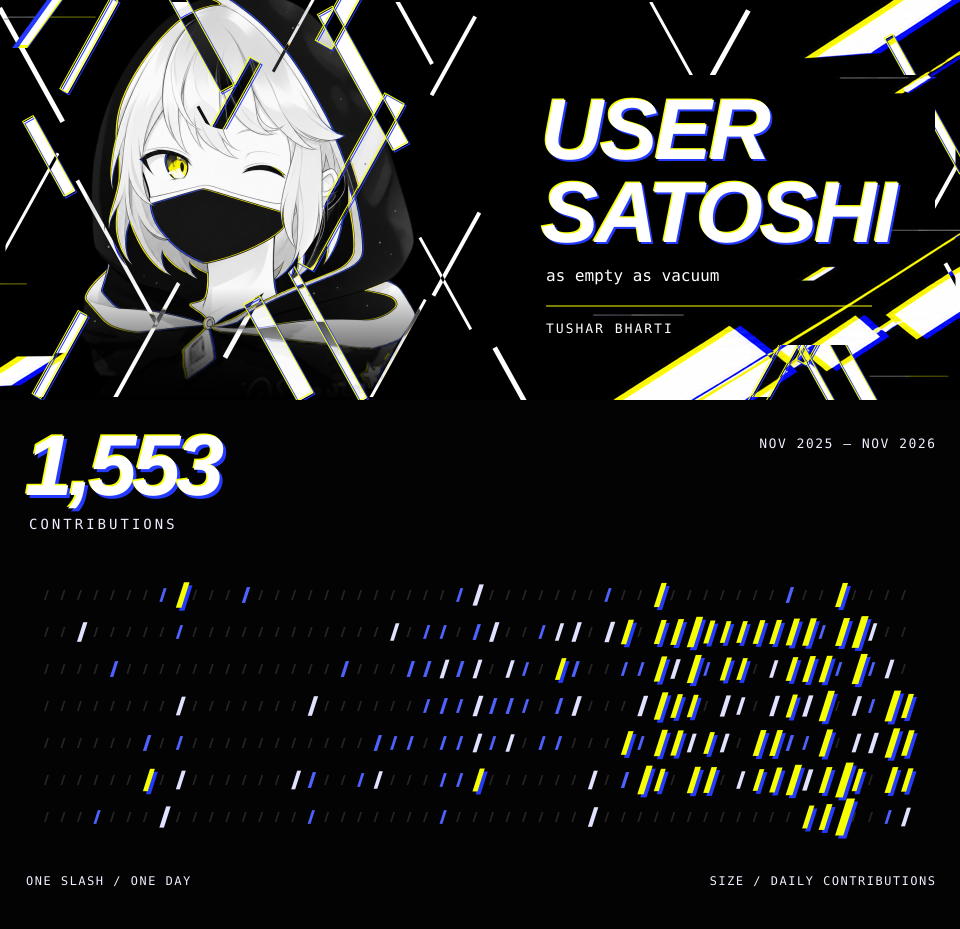 USER
SATOSHI
as empty as vacuum
TUSHAR BHARTI
1,553
CONTRIBUTIONS
NOV 2025 — NOV 2026
ONE SLASH / ONE DAY
SIZE / DAILY CONTRIBUTIONS